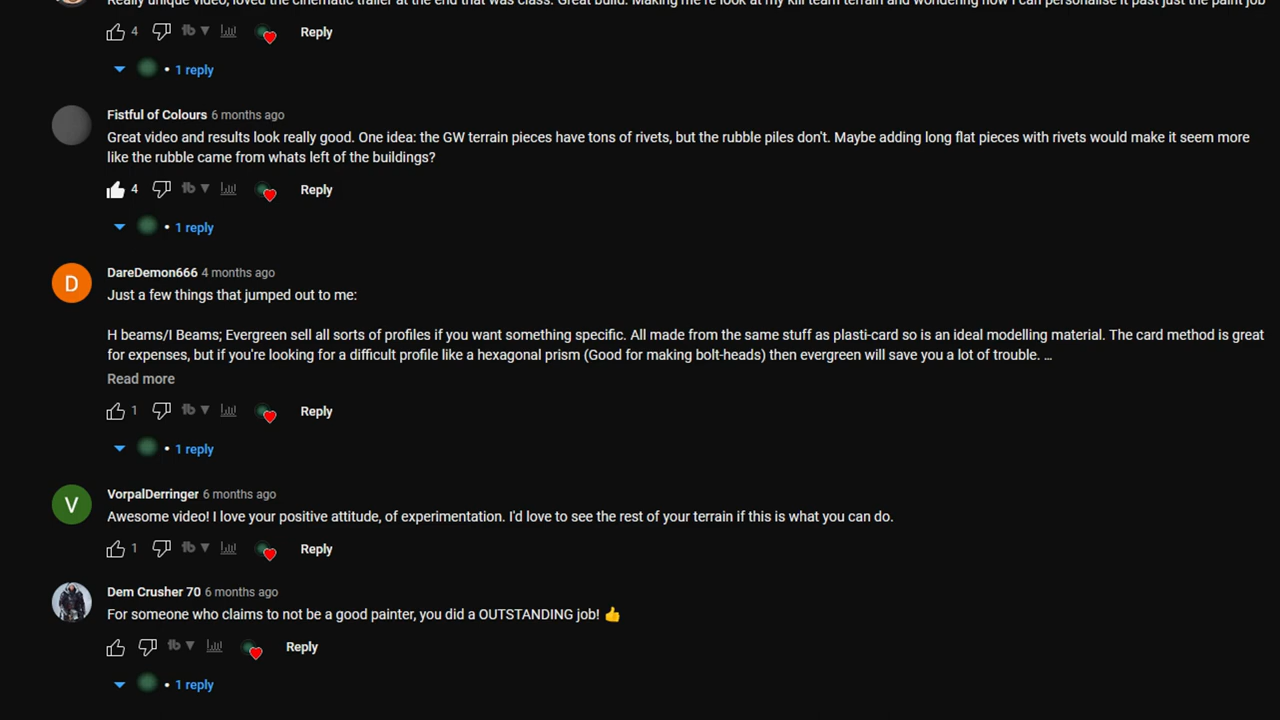 Really unique video, loved the cinematic trailer at the end that was class. Great build. Making me re look at my kill team terrain and wondering how I can personalise it past just the paint job
4 Reply
• 1 reply
Fistful of Colours 6 months ago
Great video and results look really good. One idea: the GW terrain pieces have tons of rivets, but the rubble piles don't. Maybe adding long flat pieces with rivets would make it seem more
like the rubble came from whats left of the buildings?
4 tb Reply
• 1 reply
D DareDemon666 4 months ago
Just a few things that jumped out to me:
H beams/I Beams; Evergreen sell all sorts of profiles if you want something specific. All made from the same stuff as plasti-card so is an ideal modelling material. The card method is great
for expenses, but if you're looking for a difficult profile like a hexagonal prism (Good for making bolt-heads) then evergreen will save you a lot of trouble. ...
Read more
1 tb Reply
• 1 reply
V VorpalDerringer 6 months ago
Awesome video! I love your positive attitude, of experimentation. I'd love to see the rest of your terrain if this is what you can do.
1 tb Reply
Dem Crusher 70 6 months ago
For someone who claims to not be a good painter, you did a OUTSTANDING job! 👍
tb Reply
• 1 reply